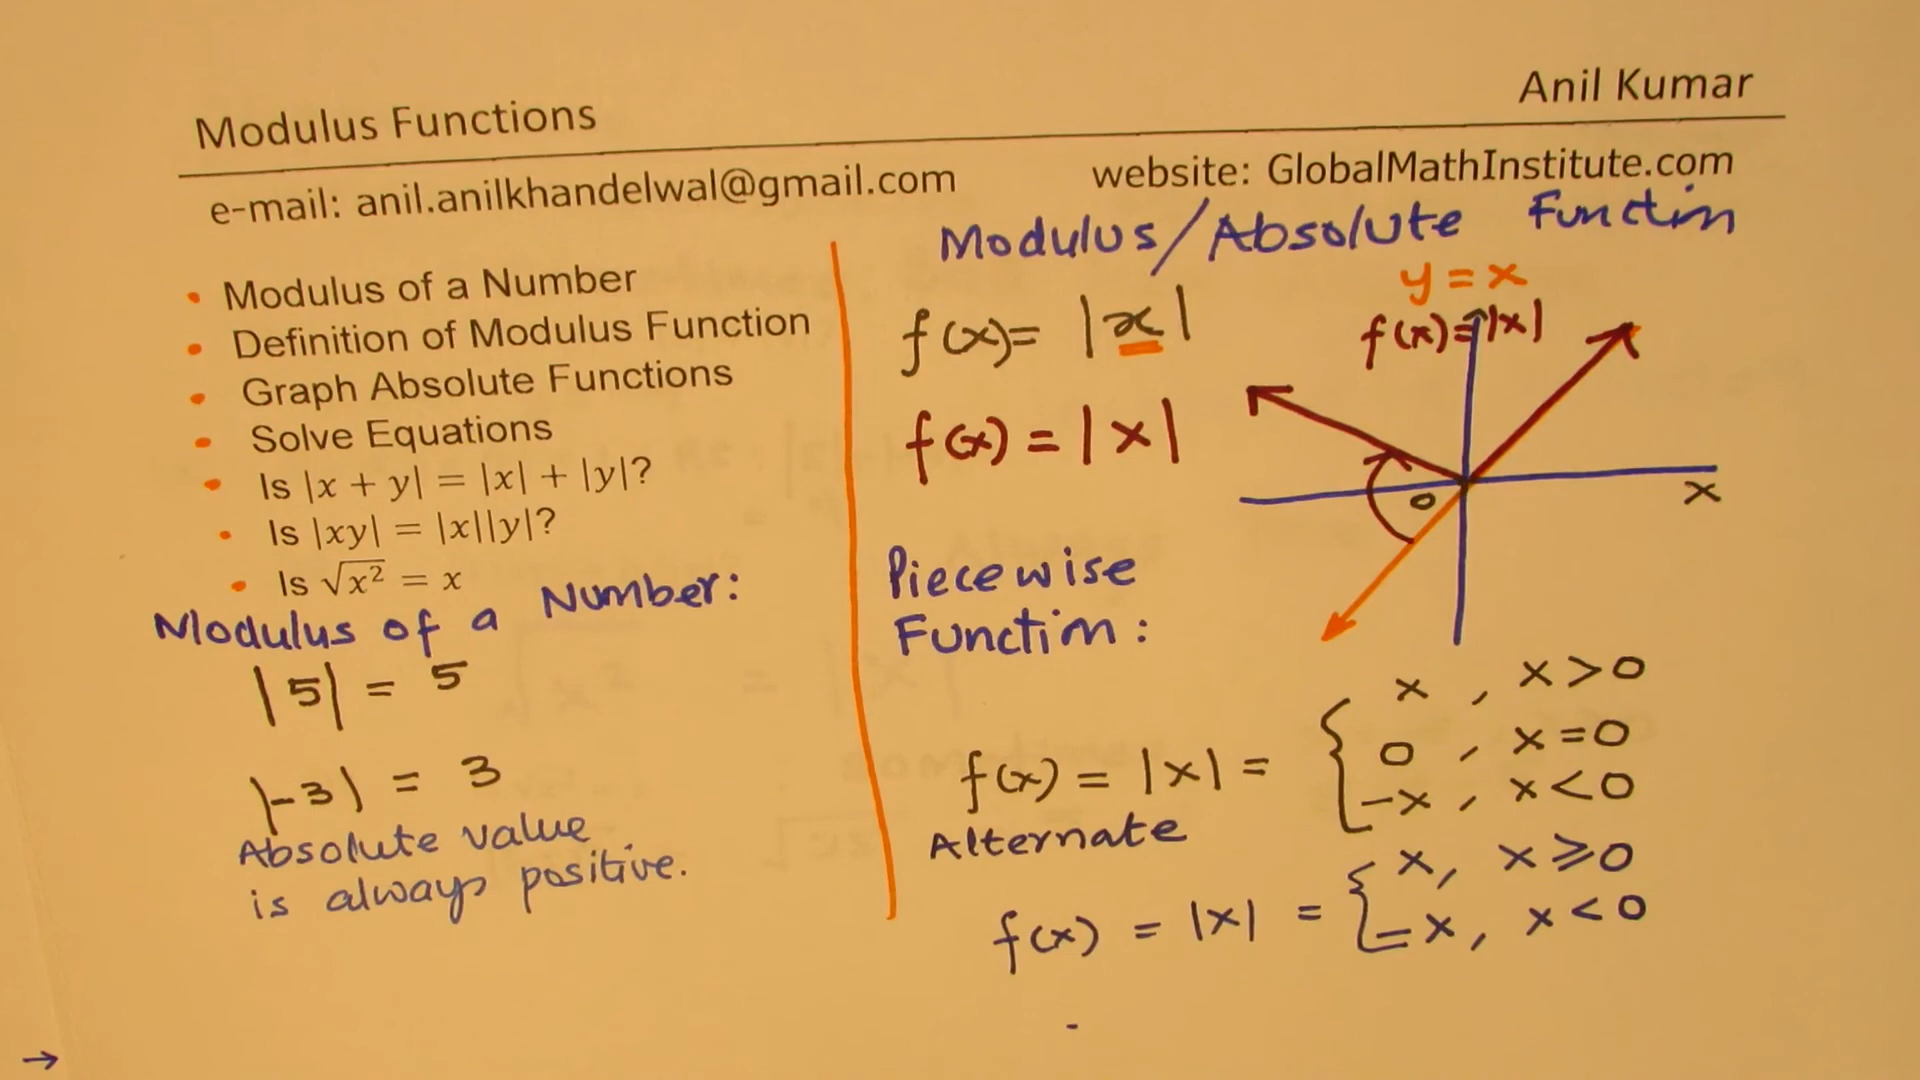 Modulus Functions
Anil Kumar
e-mail: anil.anilkhandelwal@gmail.com
website: GlobalMathInstitute.com
• Modulus of a Number
• Definition of Modulus Function
• Graph Absolute Functions
• Solve Equations
• Is |x + y| = |x| + |y|?
• Is |xy| = |x||y|?
• Is √x² = x
Modulus of a Number:
|5| = 5
|-3| = 3
Absolute value
is always positive.
Modulus/Absolute Function
f(x) = |x|
f(x) = |x|
y = x
f(x) = |x|
0
x
Piecewise
Function:
f(x) = |x| = { x, x>0
0, x=0
-x, x<0
Alternate
f(x) = |x| = { x, x≥0
-x, x<0